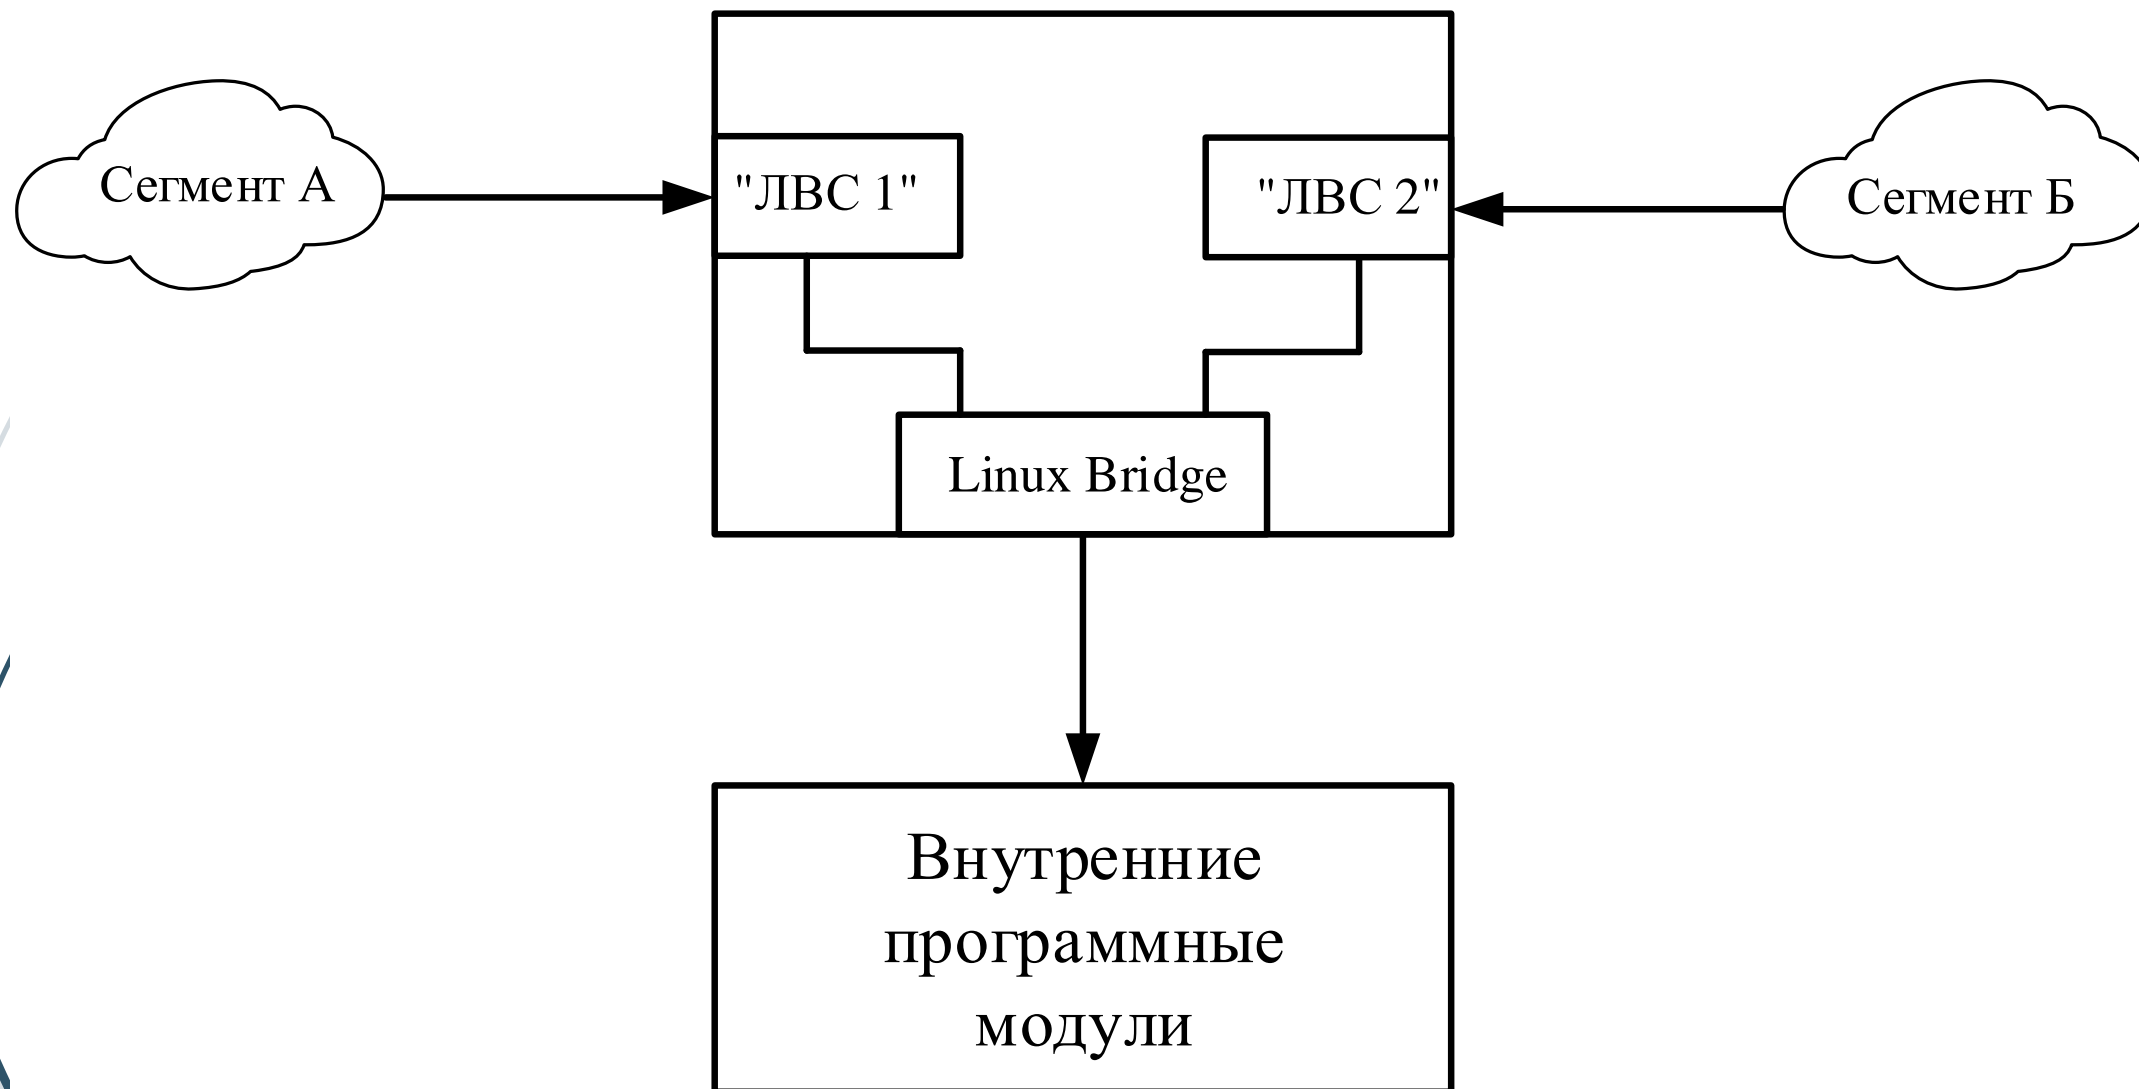 Сегмент А
"ЛВС 1"
"ЛВС 2"
Сегмент Б
Linux Bridge
Внутренние
программные
модули